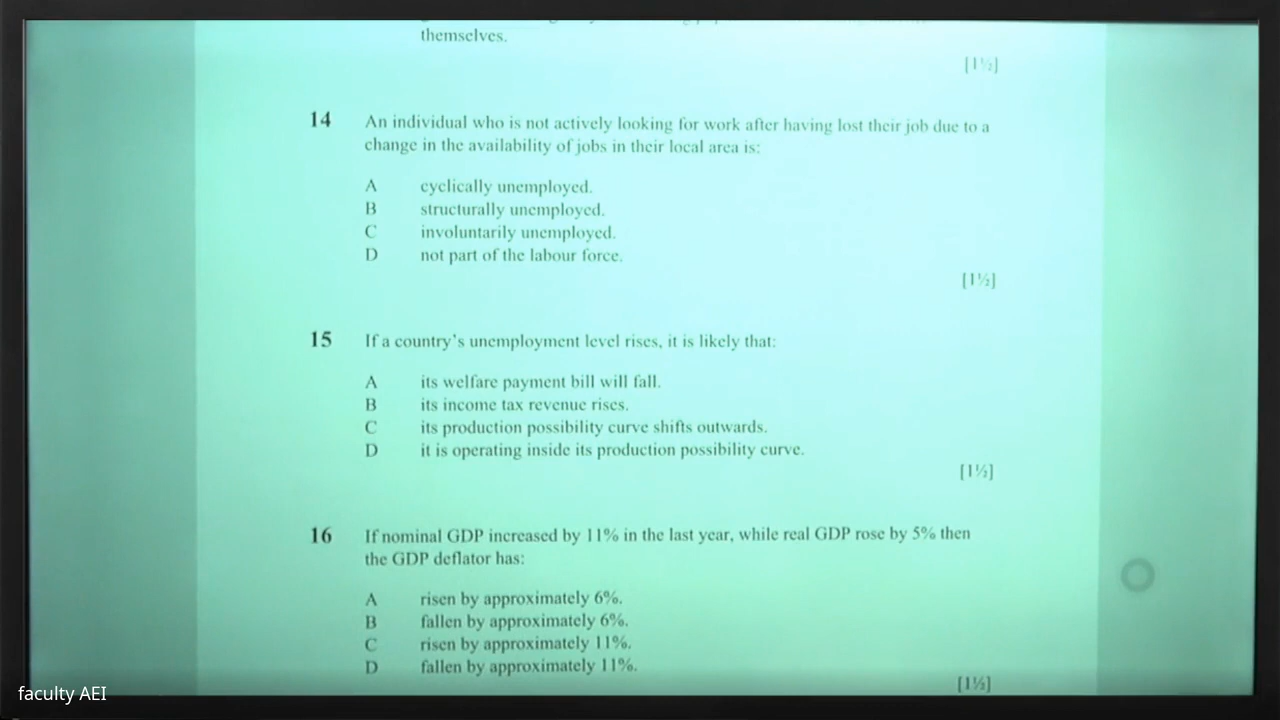 themselves.
[1½]
14 An individual who is not actively looking for work after having lost their job due to a
change in the availability of jobs in their local area is:
A cyclically unemployed.
B structurally unemployed.
C involuntarily unemployed.
D not part of the labour force.
[1½]
15 If a country's unemployment level rises, it is likely that:
A its welfare payment bill will fall.
B its income tax revenue rises.
C its production possibility curve shifts outwards.
D it is operating inside its production possibility curve.
[1½]
16 If nominal GDP increased by 11% in the last year, while real GDP rose by 5% then
the GDP deflator has:
A risen by approximately 6%.
B fallen by approximately 6%.
C risen by approximately 11%.
D fallen by approximately 11%.
[1½]
faculty AEI